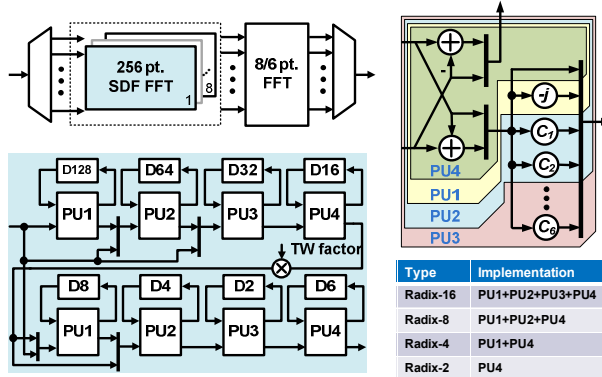 256 pt.
SDF FFT
1
8
8/6 pt.
FFT
D128
D64
D32
D16
PU1
PU2
PU3
PU4
TW factor
D8
D4
D2
D6
PU1
PU2
PU3
PU4
-
-j
C1
C2
C6
PU4
PU1
PU2
PU3
Type Implementation
Radix-16 PU1+PU2+PU3+PU4
Radix-8 PU1+PU2+PU4
Radix-4 PU1+PU4
Radix-2 PU4